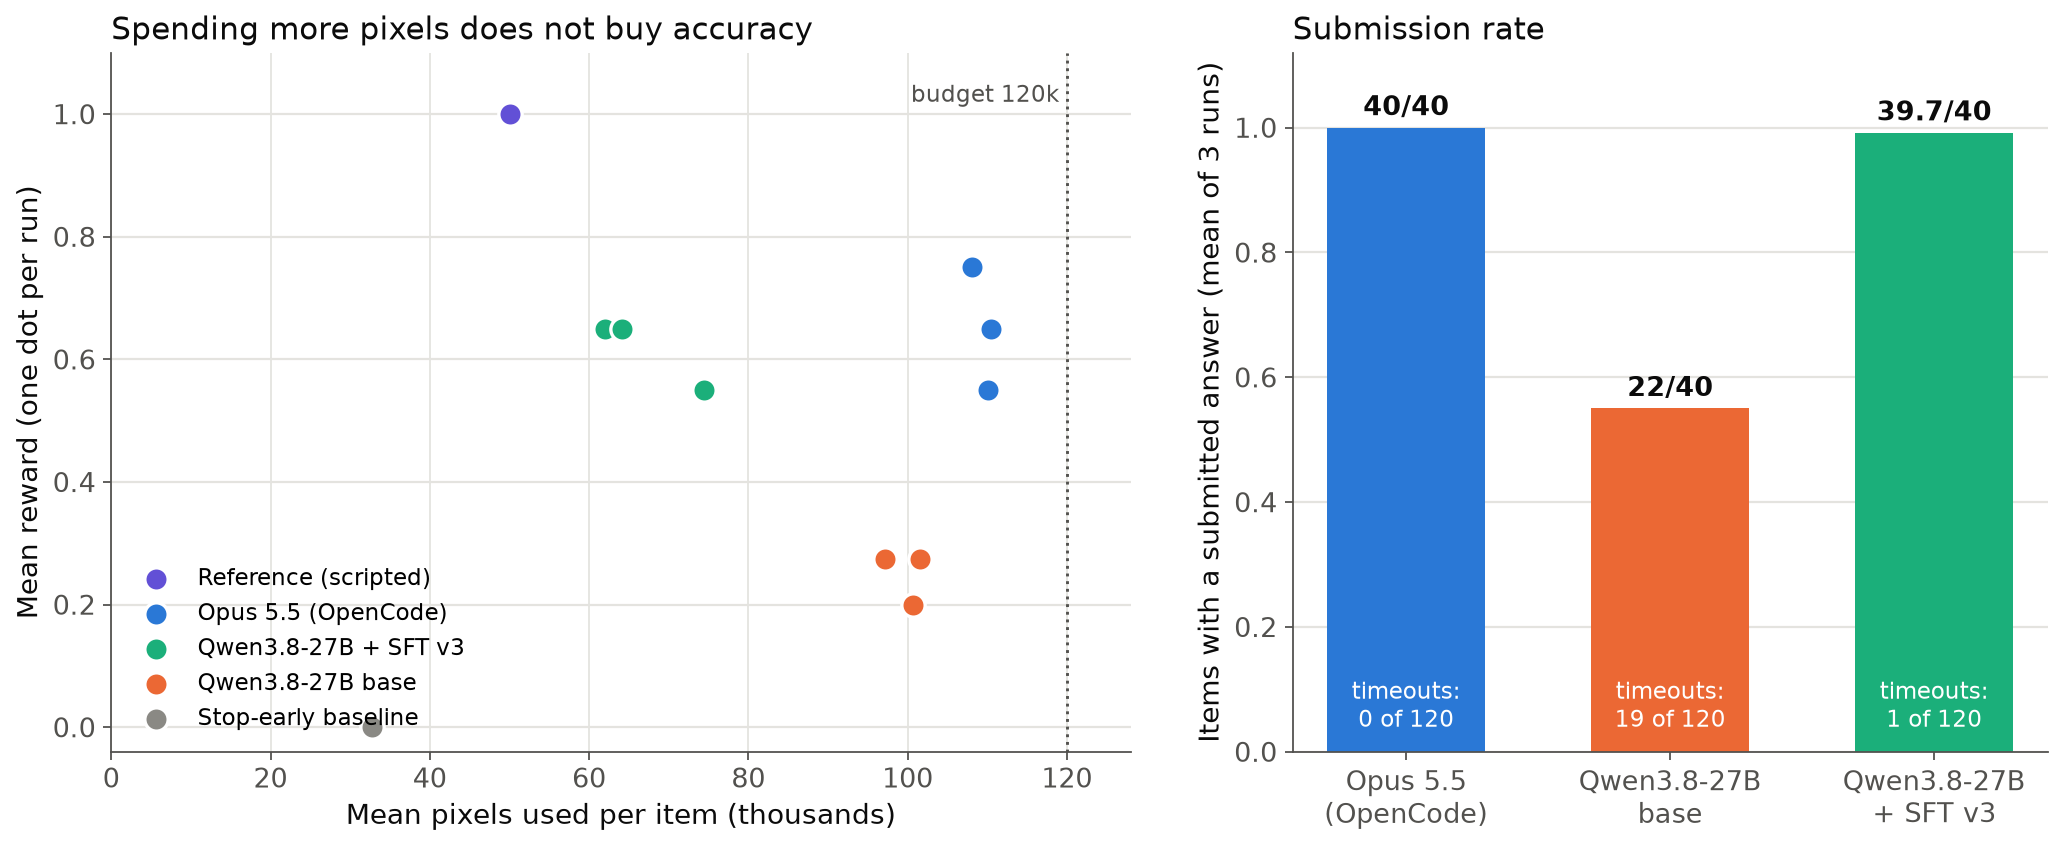 Spending more pixels does not buy accuracy
Mean reward (one dot per run)
1.0
0.8
0.6
0.4
0.2
0.0
budget 120k
Reference (scripted)
Opus 5.5 (OpenCode)
Qwen3.8-27B + SFT v3
Qwen3.8-27B base
Stop-early baseline
0 20 40 60 80 100 120
Mean pixels used per item (thousands)
Submission rate
Items with a submitted answer (mean of 3 runs)
1.0
0.8
0.6
0.4
0.2
0.0
40/40
22/40
39.7/40
timeouts:
0 of 120
timeouts:
19 of 120
timeouts:
1 of 120
Opus 5.5
(OpenCode)
Qwen3.8-27B
base
Qwen3.8-27B
+ SFT v3